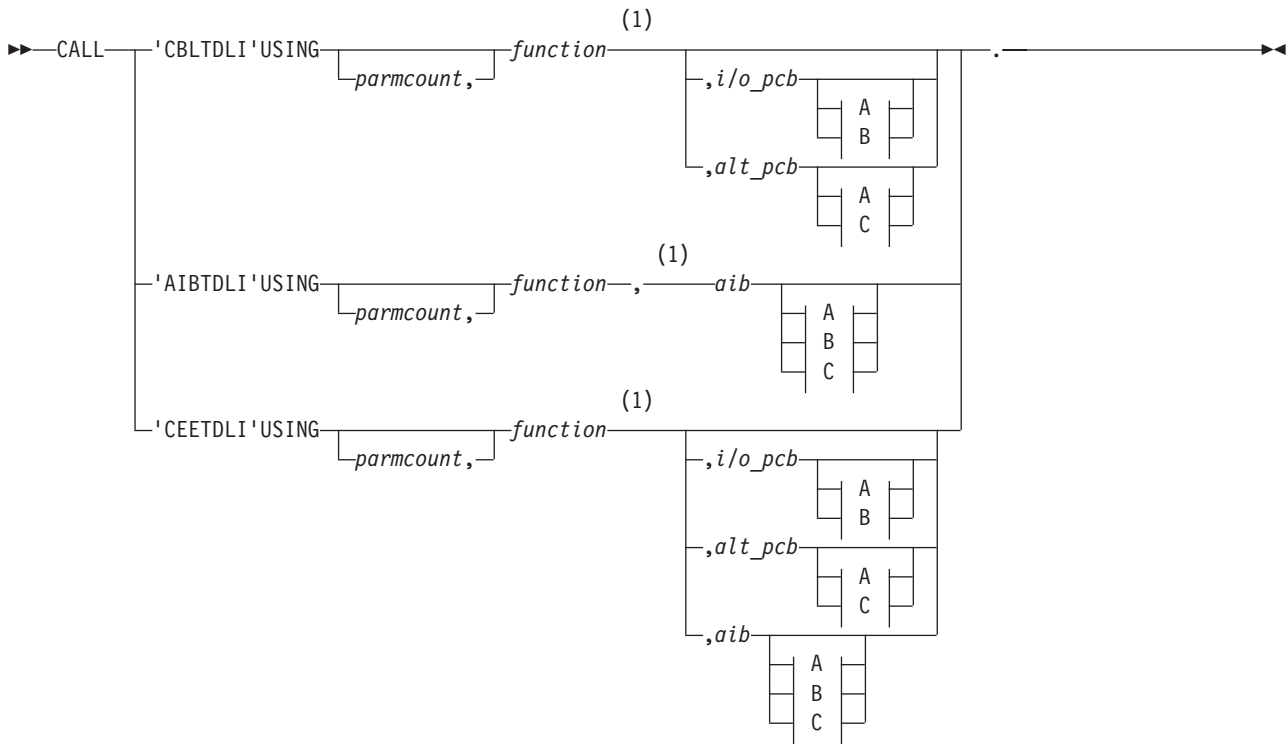 (1)
CALL 'CBLTDLI'USING function .
parmcount, ,i/o_pcb
A
B
,alt_pcb
A
C
(1)
'AIBTDLI'USING function , aib
parmcount, A
B
C
(1)
'CEETDLI'USING function
parmcount, ,i/o_pcb
A
B
,alt_pcb
A
C
,aib
A
B
C